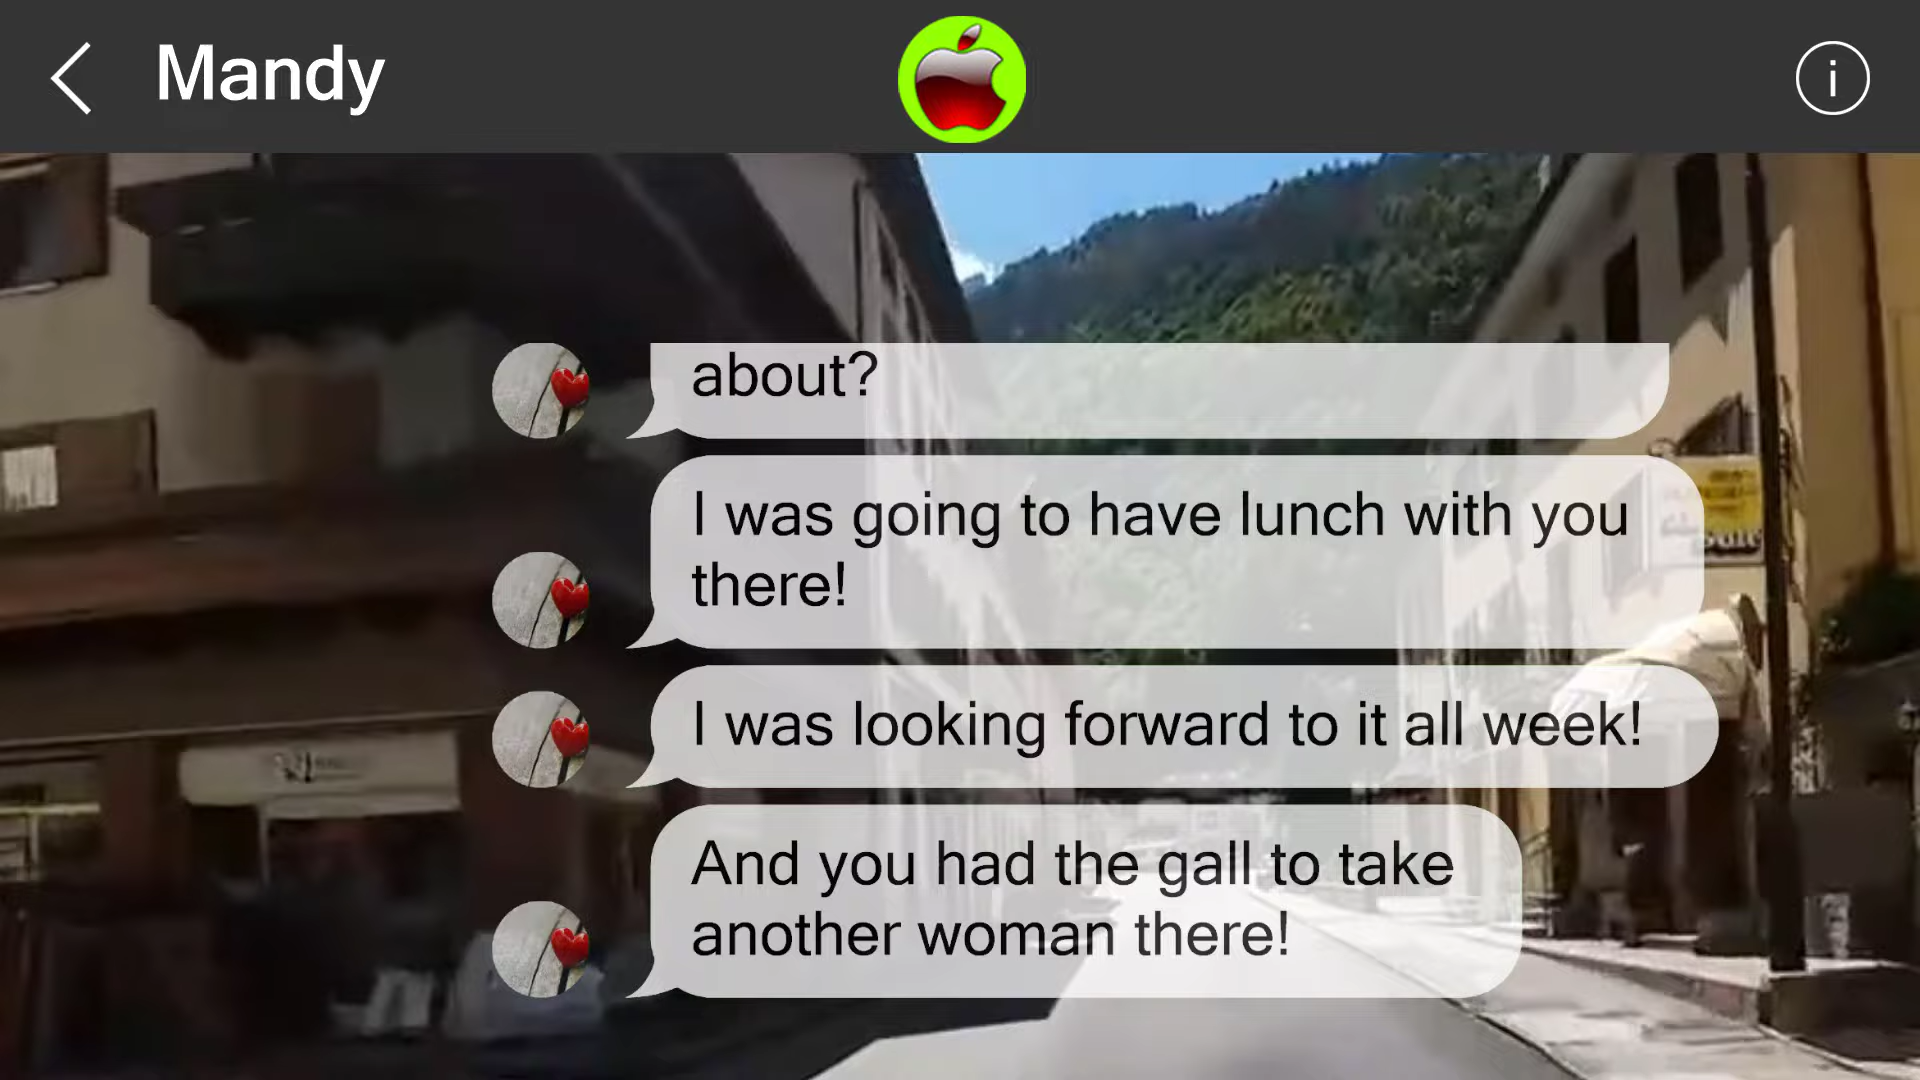 Mandy
about?
I was going to have lunch with you
there!
I was looking forward to it all week!
And you had the gall to take
another woman there!